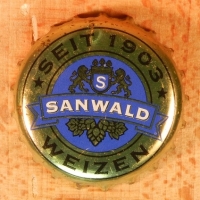 SEIT 1903
S
SANWALD
WEIZEN